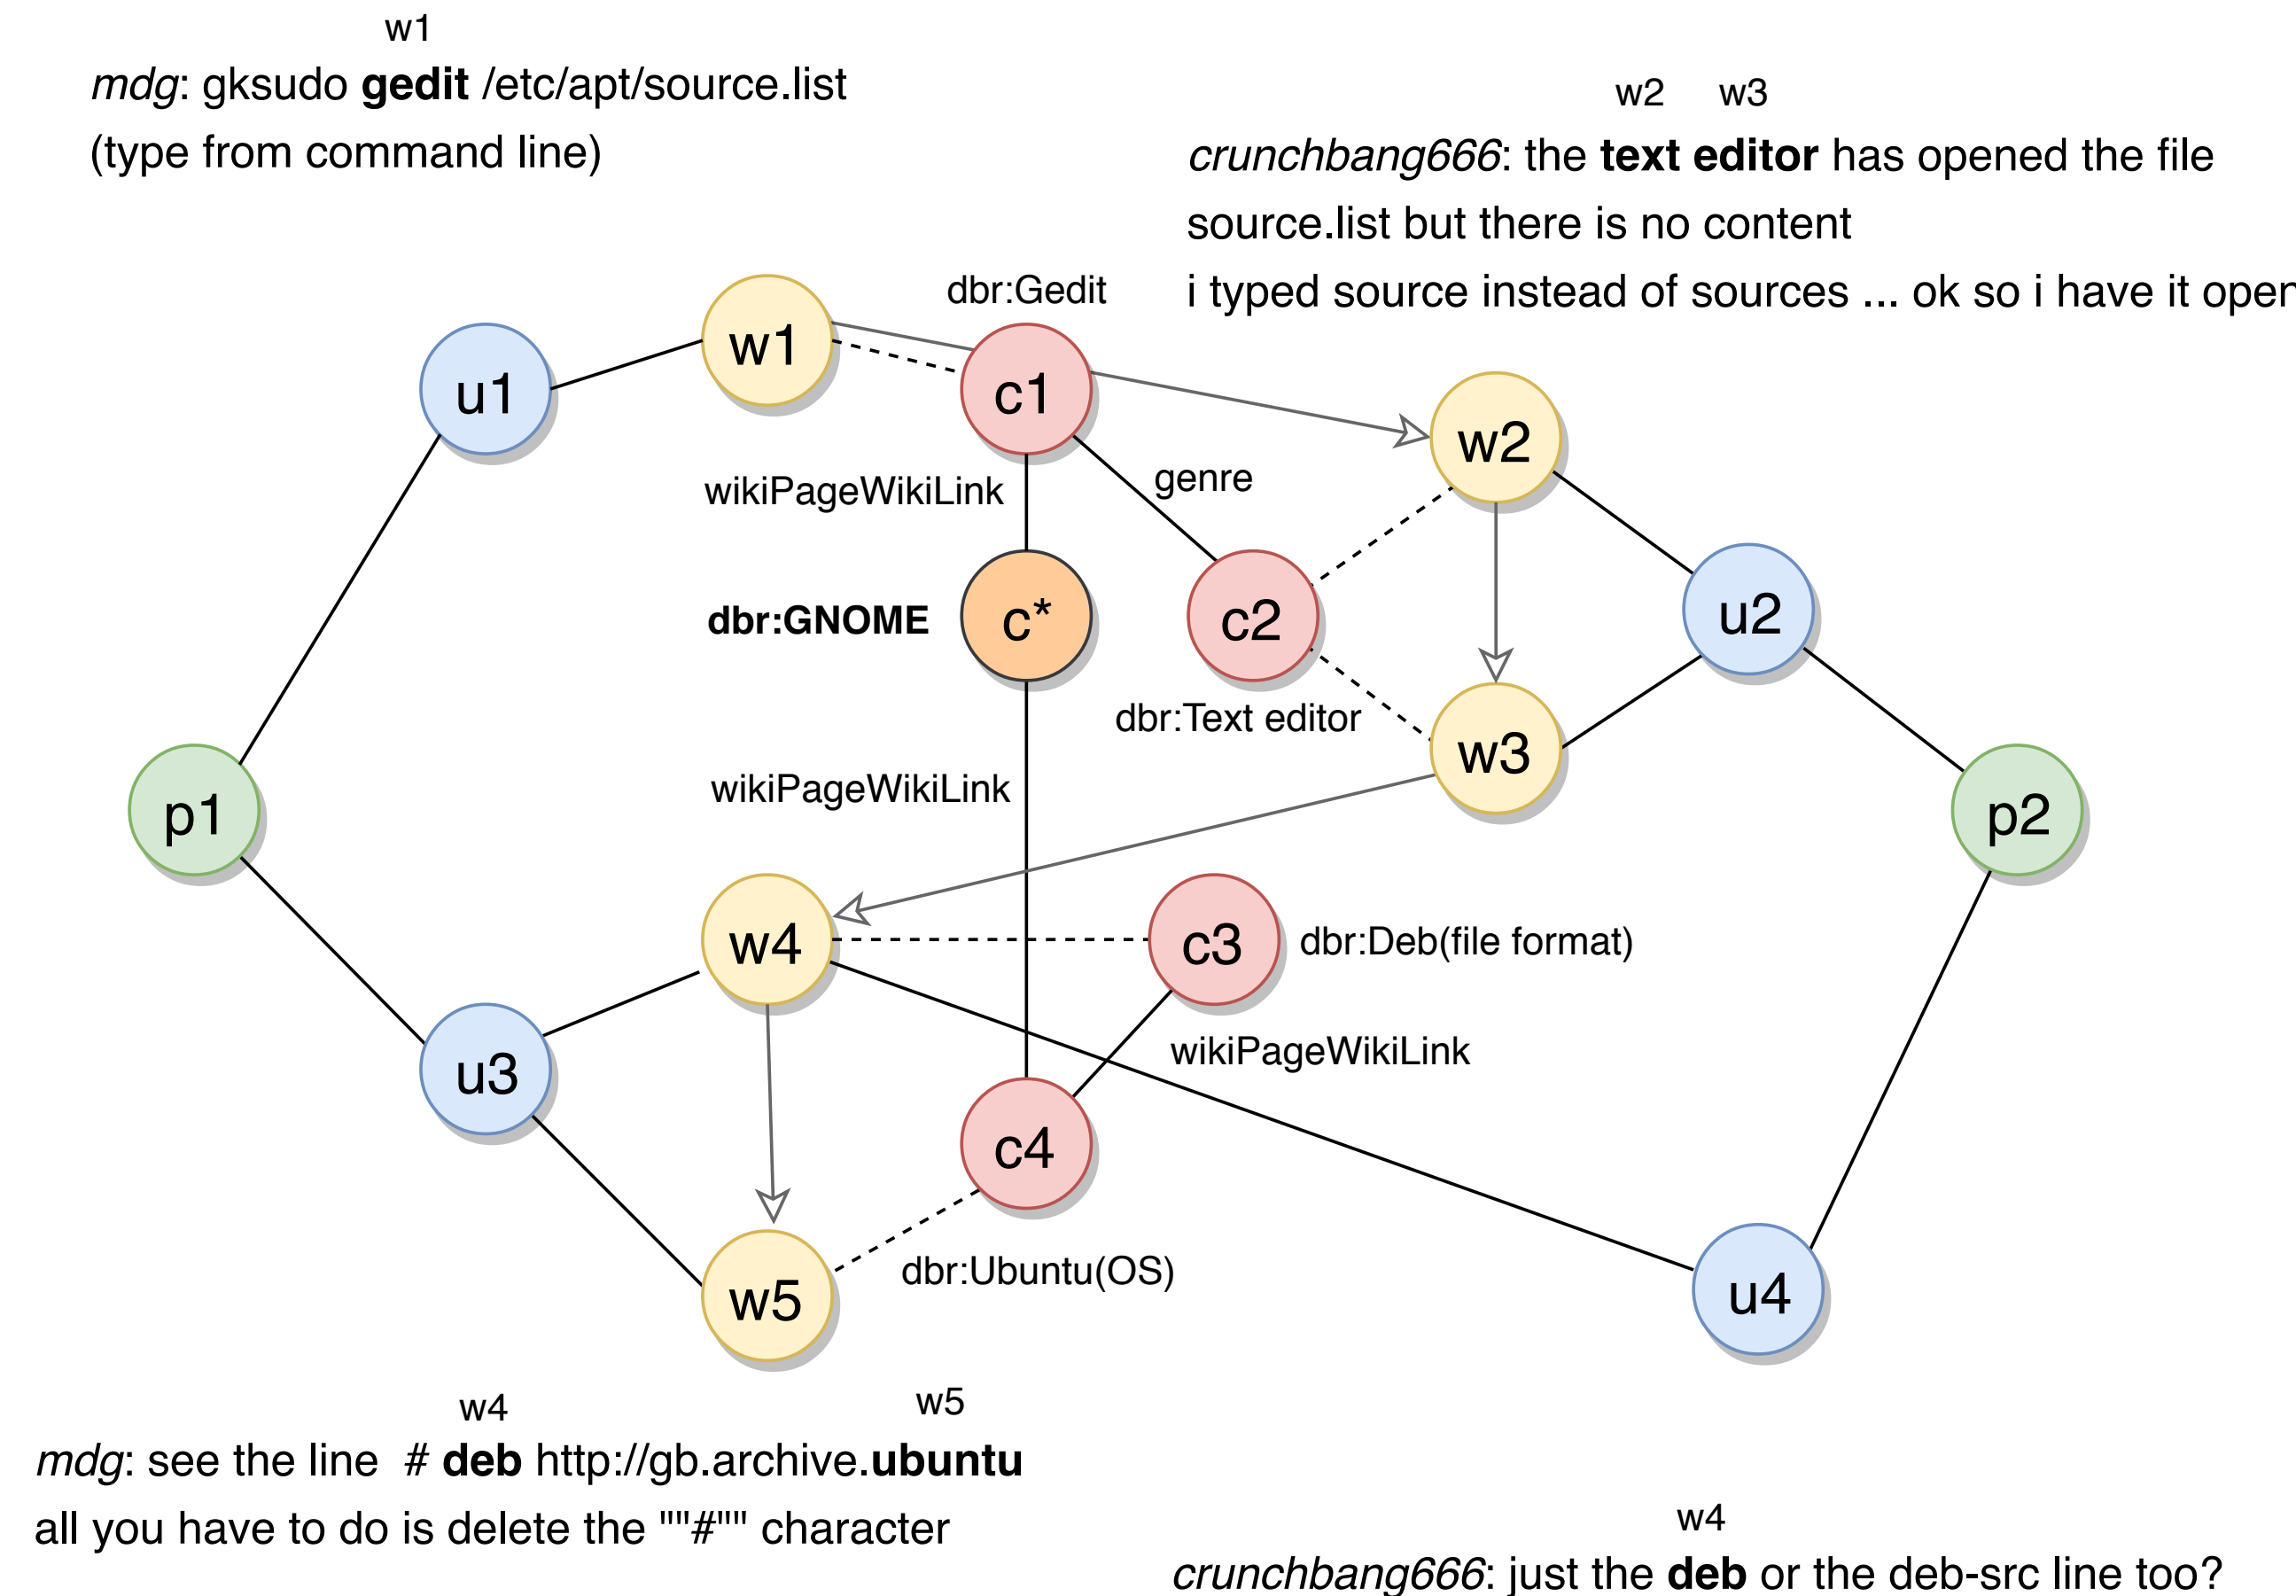 w1
mdg: gksudo gedit /etc/apt/source.list
(type from command line)
w2 w3
crunchbang666: the text editor has opened the file
source.list but there is no content
i typed source instead of sources ... ok so i have it open
dbr:Gedit
w1
u1
c1
w2
wikiPageWikiLink
genre
dbr:GNOME
c*
c2
u2
dbr:Text editor
w3
wikiPageWikiLink
p1
p2
w4
c3
dbr:Deb(file format)
wikiPageWikiLink
u3
c4
dbr:Ubuntu(OS)
w5
u4
w4 w5
mdg: see the line # deb http://gb.archive.ubuntu
all you have to do is delete the ""#"" character
w4
crunchbang666: just the deb or the deb-src line too?